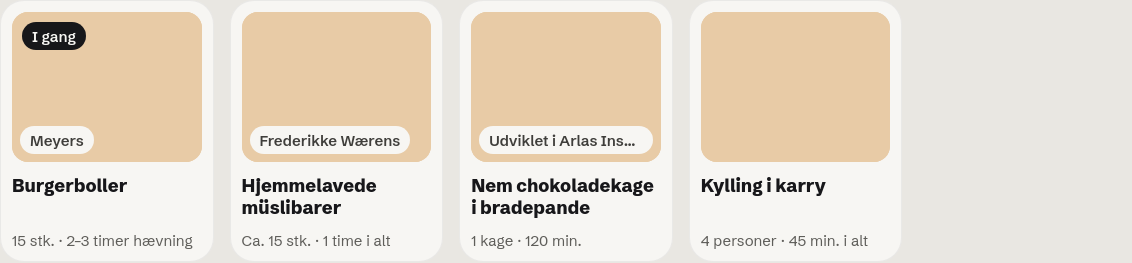 I gang
Meyers
Burgerboller
15 stk. · 2–3 timer hævning
Frederikke Wærens
Hjemmelavede
müslibarer
Ca. 15 stk. · 1 time i alt
Udviklet i Arlas Ins...
Nem chokoladekage
i bradepande
1 kage · 120 min.
Kylling i karry
4 personer · 45 min. i alt